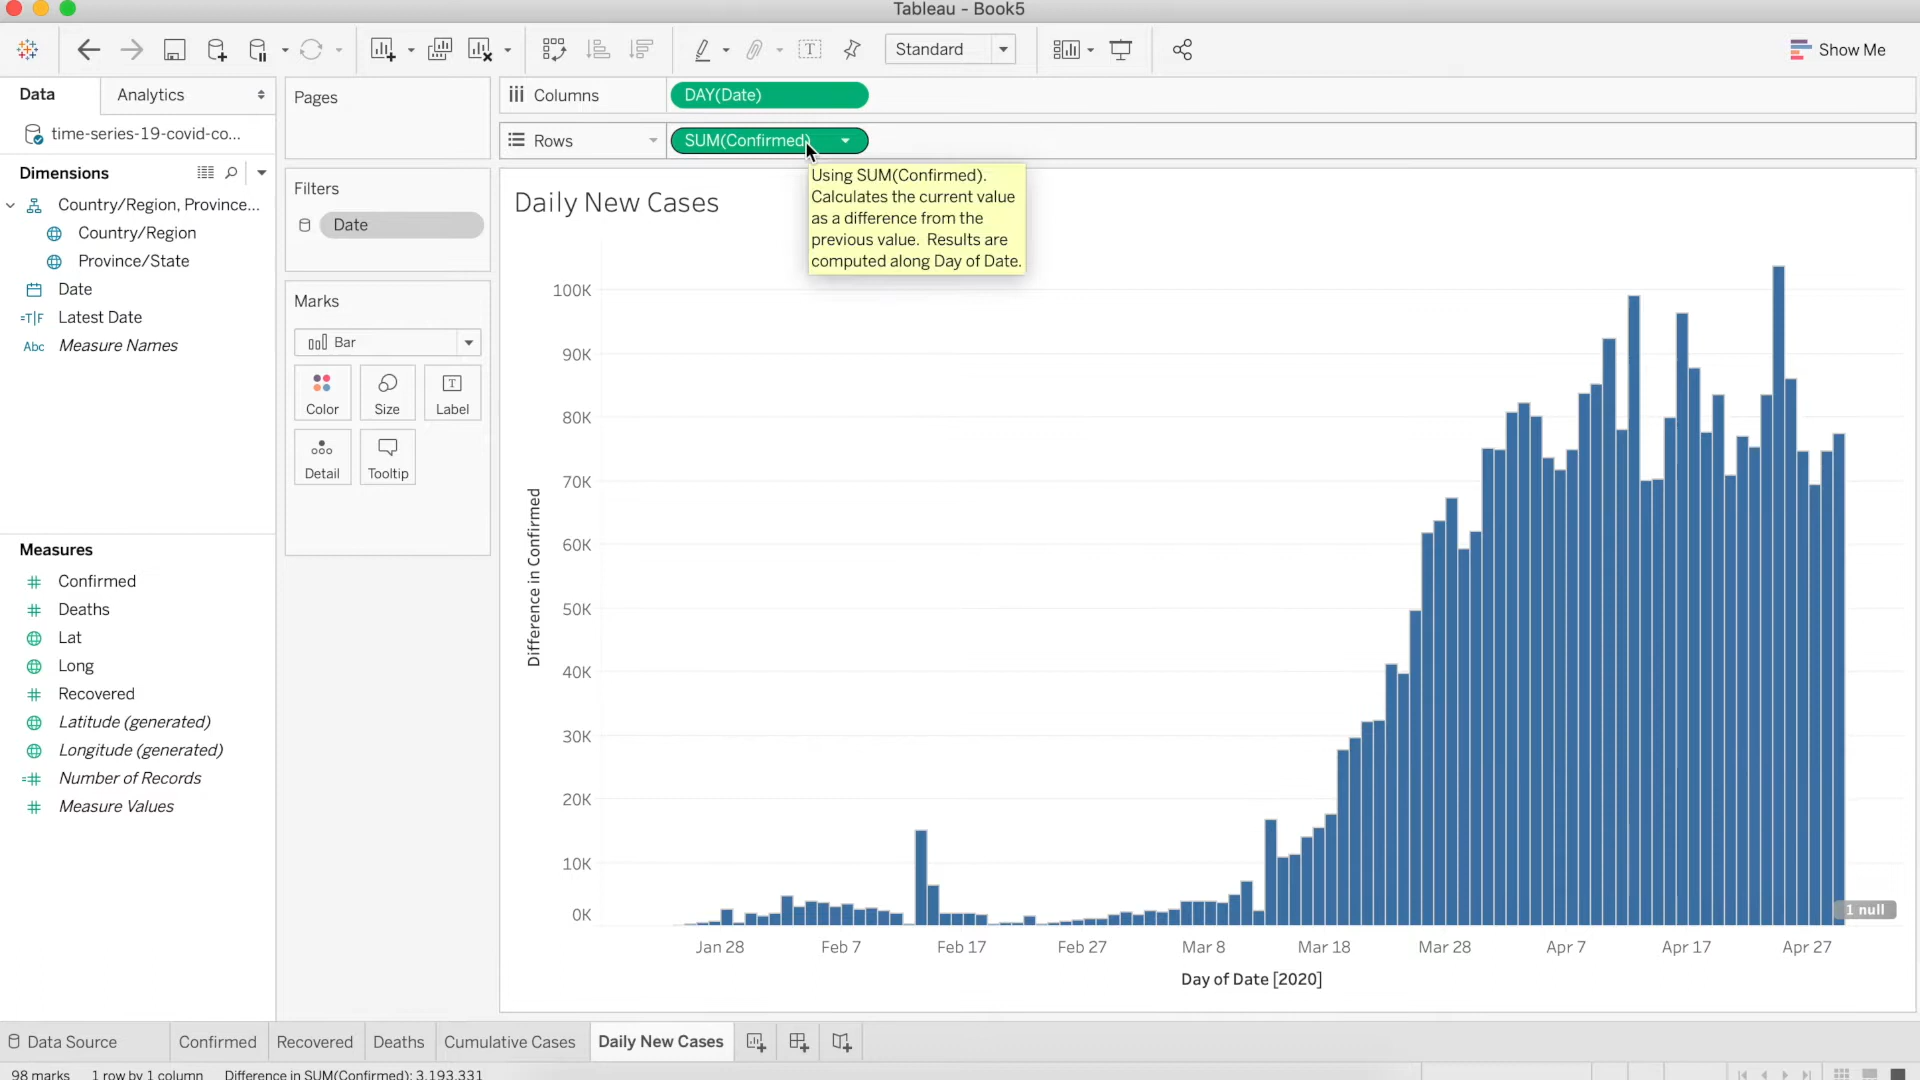 Tableau - Book5
Standard
Show Me
Data
Analytics
time-series-19-covid-co...
Dimensions
Country/Region, Province...
Country/Region
Province/State
Date
=T|F Latest Date
Abc Measure Names
Measures
Confirmed
Deaths
Lat
Long
Recovered
Latitude (generated)
Longitude (generated)
Number of Records
Measure Values
Pages
Filters
Date
Marks
Bar
Color
Size
Label
Detail
Tooltip
Columns
DAY(Date)
Rows
SUM(Confirmed)
Using SUM(Confirmed).
Calculates the current value
as a difference from the
previous value. Results are
computed along Day of Date.
Daily New Cases
Difference in Confirmed
100K
90K
80K
70K
60K
50K
40K
30K
20K
10K
0K
1 null
Jan 28
Feb 7
Feb 17
Feb 27
Mar 8
Mar 18
Mar 28
Apr 7
Apr 17
Apr 27
Day of Date [2020]
Data Source
Confirmed
Recovered
Deaths
Cumulative Cases
Daily New Cases
98 marks
1 row by 1 column
Difference in SUM(Confirmed): 3,193,331